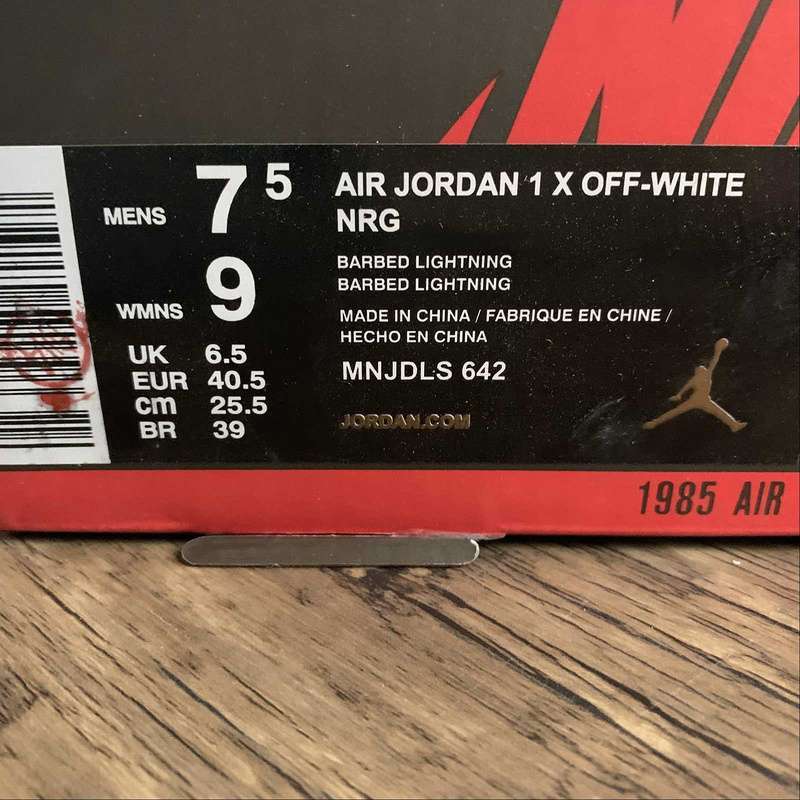 NI
MENS 7 5
WMNS 9
UK 6.5
EUR 40.5
cm 25.5
BR 39
AIR JORDAN 1 X OFF-WHITE
NRG
BARBED LIGHTNING
BARBED LIGHTNING
MADE IN CHINA / FABRIQUE EN CHINE /
HECHO EN CHINA
MNJDLS 642
JORDAN.COM
1985 AIR